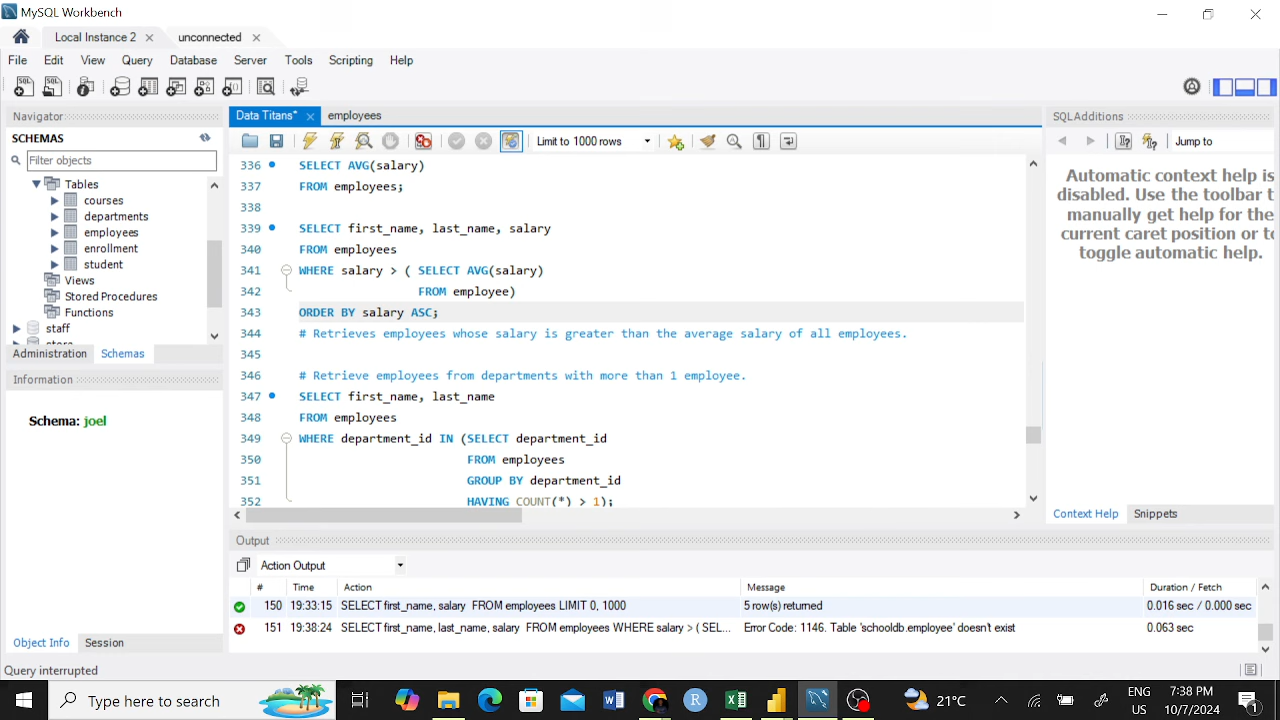 MySQL Workbench
Local Instance 2
unconnected
File Edit View Query Database Server Tools Scripting Help
Navigator
SCHEMAS
Filter objects
Tables
courses
departments
employees
enrollment
student
Views
Stored Procedures
Functions
staff
Administration Schemas
Information
Schema: joel
Object Info Session
Data Titans* employees
Limit to 1000 rows
336 SELECT AVG(salary)
337 FROM employees;
338
339 SELECT first_name, last_name, salary
340 FROM employees
341 WHERE salary > ( SELECT AVG(salary)
342 FROM employee)
343 ORDER BY salary ASC;
344 # Retrieves employees whose salary is greater than the average salary of all employees.
345
346 # Retrieve employees from departments with more than 1 employee.
347 SELECT first_name, last_name
348 FROM employees
349 WHERE department_id IN (SELECT department_id
350 FROM employees
351 GROUP BY department_id
352 HAVING COUNT(*) > 1);
SQLAdditions
Jump to
Automatic context help is
disabled. Use the toolbar t
manually get help for the
current caret position or to
toggle automatic help.
Context Help Snippets
Output
Action Output
# Time Action Message Duration / Fetch
150 19:33:15 SELECT first_name, salary FROM employees LIMIT 0, 1000 5 row(s) returned 0.016 sec / 0.000 sec
151 19:38:24 SELECT first_name, last_name, salary FROM employees WHERE salary > ( SEL... Error Code: 1146. Table 'schooldb.employee' doesn't exist 0.063 sec
Query interrupted
Type here to search
21°C
ENG
US
7:38 PM
10/7/2024